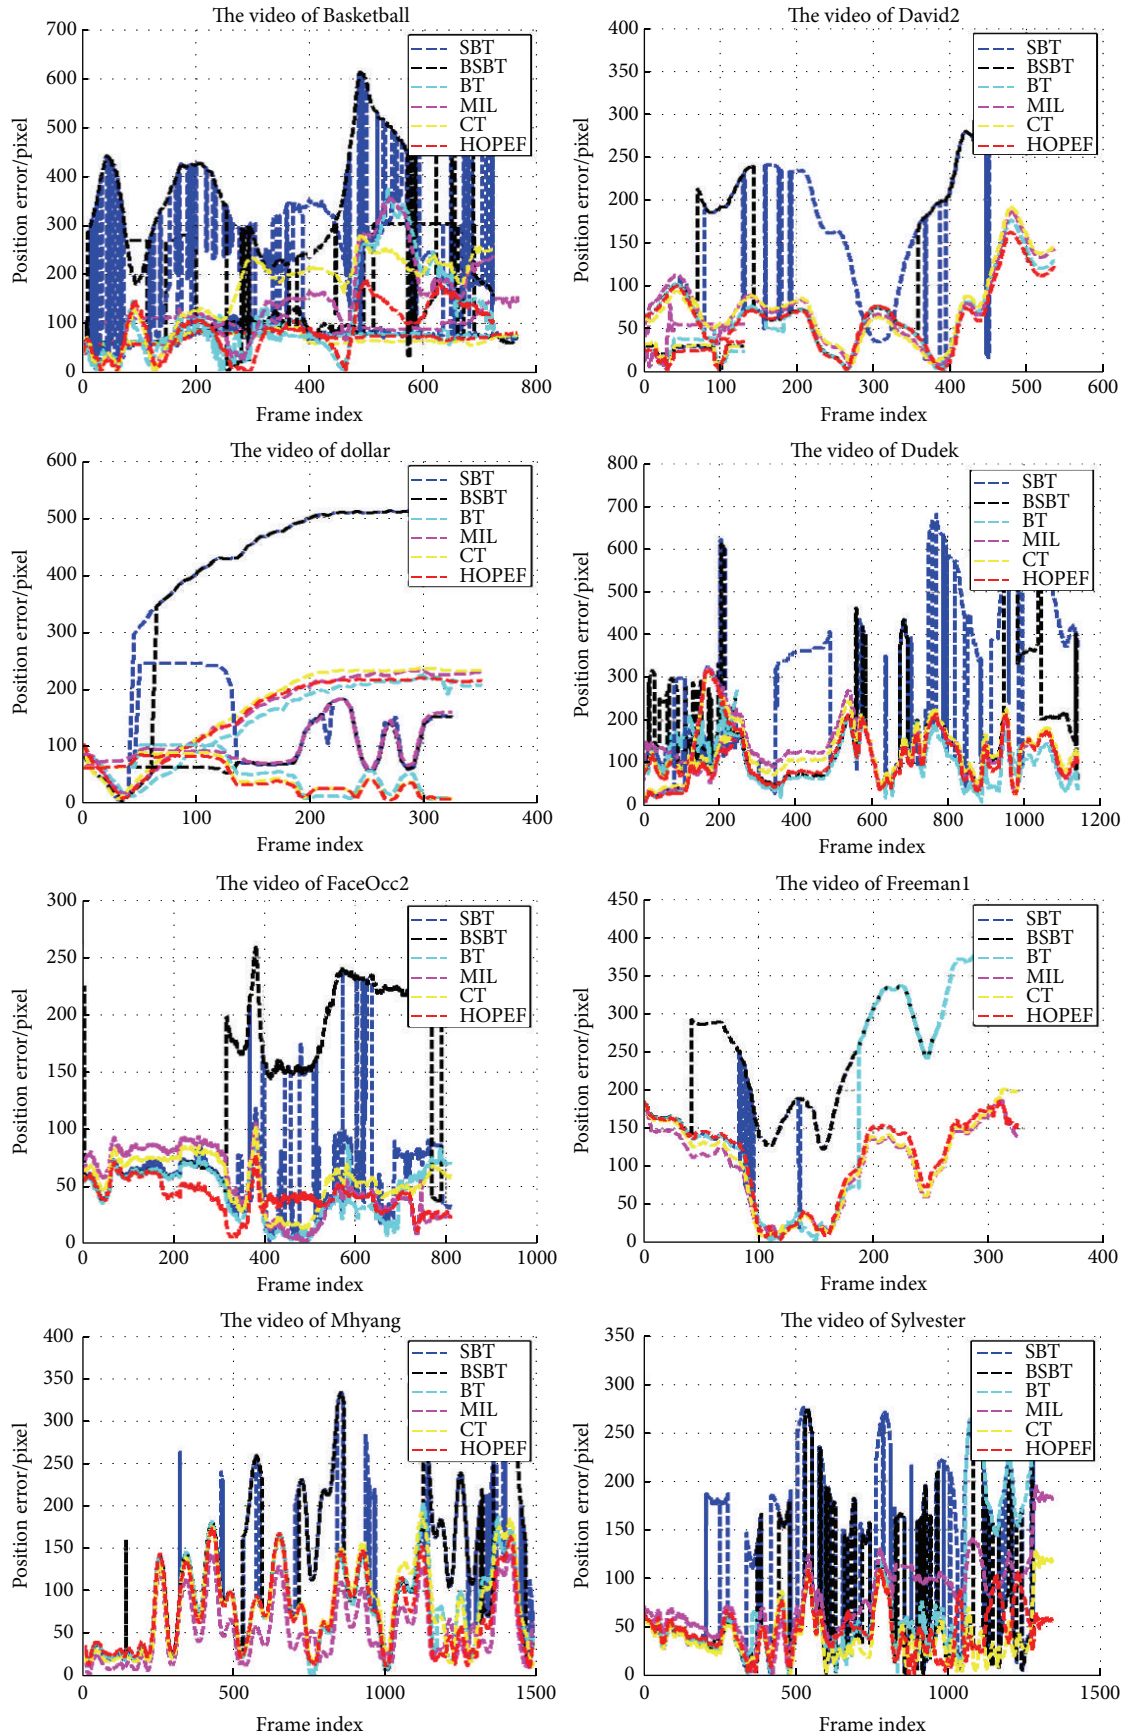 The video of Basketball
Position error/pixel
700
600
500
400
300
200
100
0
0 200 400 600 800
Frame index
SBT
BSBT
BT
MIL
CT
HOPEF
The video of David2
Position error/pixel
400
350
300
250
200
150
100
50
0
0 100 200 300 400 500 600
Frame index
SBT
BSBT
BT
MIL
CT
HOPEF
The video of dollar
Position error/pixel
600
500
400
300
200
100
0
0 100 200 300 400
Frame index
SBT
BSBT
BT
MIL
CT
HOPEF
The video of Dudek
Position error/pixel
800
700
600
500
400
300
200
100
0
0 200 400 600 800 1000 1200
Frame index
SBT
BSBT
BT
MIL
CT
HOPEF
The video of FaceOcc2
Position error/pixel
300
250
200
150
100
50
0
0 200 400 600 800 1000
Frame index
SBT
BSBT
BT
MIL
CT
HOPEF
The video of Freeman1
Position error/pixel
450
400
350
300
250
200
150
100
50
0
0 100 200 300 400
Frame index
SBT
BSBT
BT
MIL
CT
HOPEF
The video of Mhyang
Position error/pixel
400
350
300
250
200
150
100
50
0
0 500 1000 1500
Frame index
SBT
BSBT
BT
MIL
CT
HOPEF
The video of Sylvester
Position error/pixel
350
300
250
200
150
100
50
0
0 500 1000 1500
Frame index
SBT
BSBT
BT
MIL
CT
HOPEF